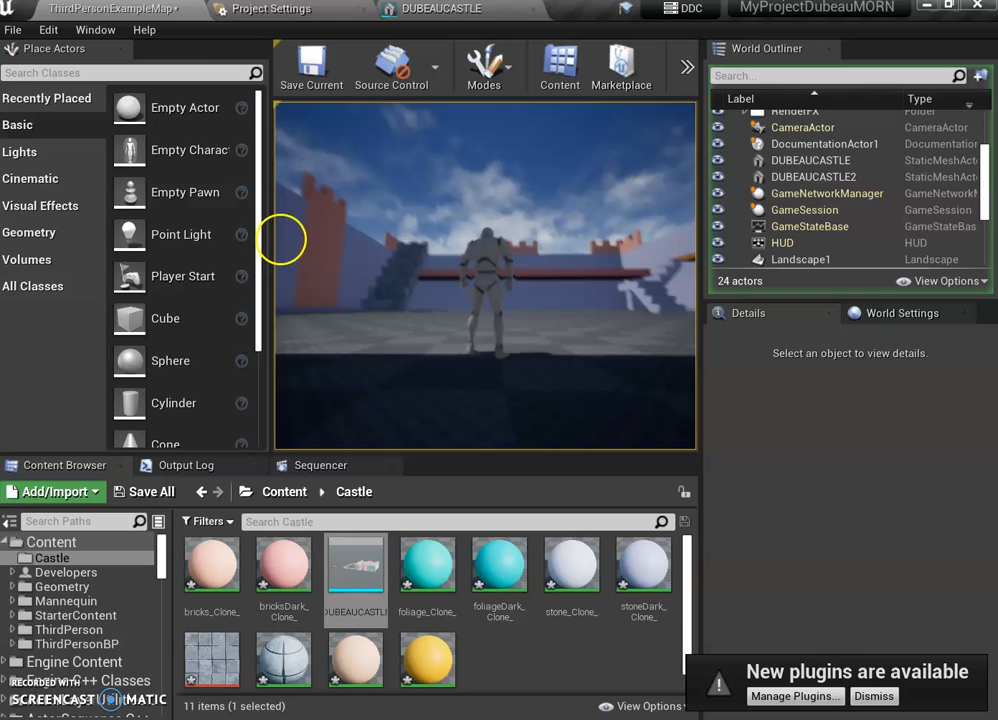 ThirdPersonExampleMap*
Project Settings
DUBEAUCASTLE
DDC
MyProjectDubeauMORN
File Edit Window Help
Place Actors
Search Classes
Recently Placed
Basic
Lights
Cinematic
Visual Effects
Geometry
Volumes
All Classes
Empty Actor
Empty Charac
Empty Pawn
Point Light
Player Start
Cube
Sphere
Cylinder
Cone
Save Current
Source Control
Modes
Content
Marketplace
World Outliner
Search...
Label Type
RenderFX Folder
CameraActor CameraActor
DocumentationActor1 Documentation
DUBEAUCASTLE StaticMeshAct
DUBEAUCASTLE2 StaticMeshAct
GameNetworkManager GameNetworkM
GameSession GameSession
GameStateBase GameStateBas
HUD HUD
Landscape1 Landscape
24 actors View Options
Details
World Settings
Select an object to view details.
Content Browser
Output Log
Sequencer
Add/Import Save All Content Castle
Search Paths
Filters
Search Castle
Content
Castle
Developers
Geometry
Mannequin
StarterContent
ThirdPerson
ThirdPersonBP
Engine Content
Engine C++ Classes
bricks_Clone_
bricksDark_
Clone_
DUBEAUCASTLE
foliage_Clone_
foliageDark_
Clone_
stone_Clone_
stoneDark_
Clone_
11 items (1 selected)
View Options
RECORDED WITH
SCREENCAST-O-MATIC
New plugins are available
Manage Plugins...
Dismiss